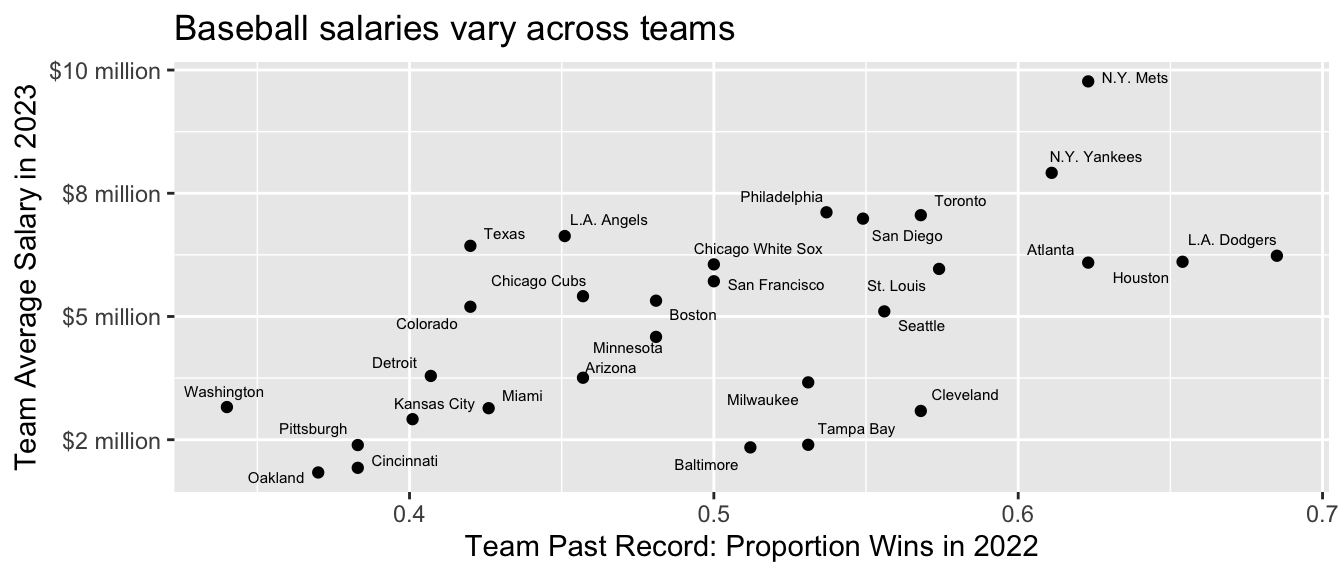 Baseball salaries vary across teams
Team Average Salary in 2023
$10 million
$8 million
$5 million
$2 million
N.Y. Mets
N.Y. Yankees
Philadelphia
Toronto
L.A. Angels
Texas
San Diego
L.A. Dodgers
Chicago White Sox
Atlanta
Houston
Chicago Cubs
San Francisco
St. Louis
Boston
Colorado
Seattle
Minnesota
Detroit
Arizona
Washington
Miami
Cleveland
Milwaukee
Kansas City
Pittsburgh
Tampa Bay
Cincinnati
Baltimore
Oakland
0.4
0.5
0.6
0.7
Team Past Record: Proportion Wins in 2022